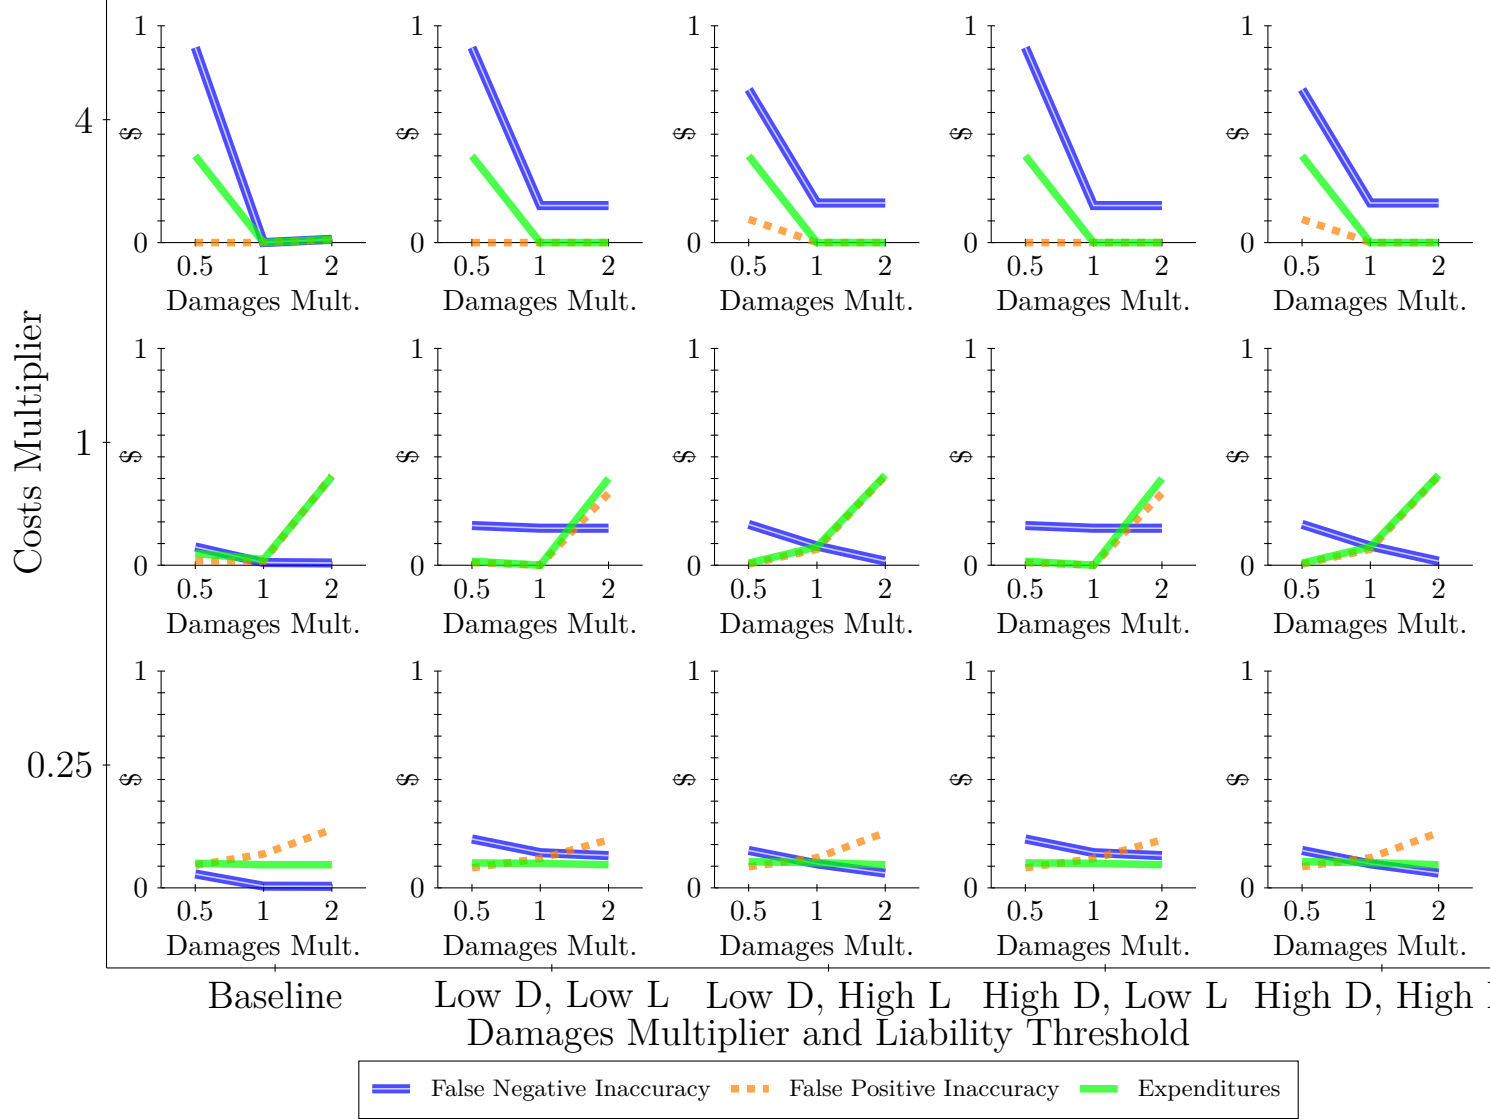 1
$
0
0.5 1 2
Damages Mult.
1
$
0
0.5 1 2
Damages Mult.
1
$
0
0.5 1 2
Damages Mult.
1
$
0
0.5 1 2
Damages Mult.
1
$
0
0.5 1 2
Damages Mult.
4
1
$
0
0.5 1 2
Damages Mult.
1
$
0
0.5 1 2
Damages Mult.
1
$
0
0.5 1 2
Damages Mult.
1
$
0
0.5 1 2
Damages Mult.
1
$
0
0.5 1 2
Damages Mult.
1
Costs Multiplier
1
$
0
0.5 1 2
Damages Mult.
1
$
0
0.5 1 2
Damages Mult.
1
$
0
0.5 1 2
Damages Mult.
1
$
0
0.5 1 2
Damages Mult.
1
$
0
0.5 1 2
Damages Mult.
0.25
Baseline
Low D, Low L
Low D, High L
High D, Low L
High D, High
Damages Multiplier and Liability Threshold
False Negative Inaccuracy
False Positive Inaccuracy
Expenditures